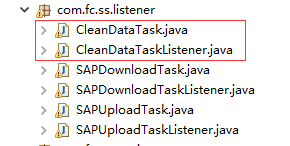 com.fc.ss.listener
CleanDataTask.java
CleanDataTaskListener.java
SAPDownloadTask.java
SAPDownloadTaskListener.java
SAPUploadTask.java
SAPUploadTaskListener.java